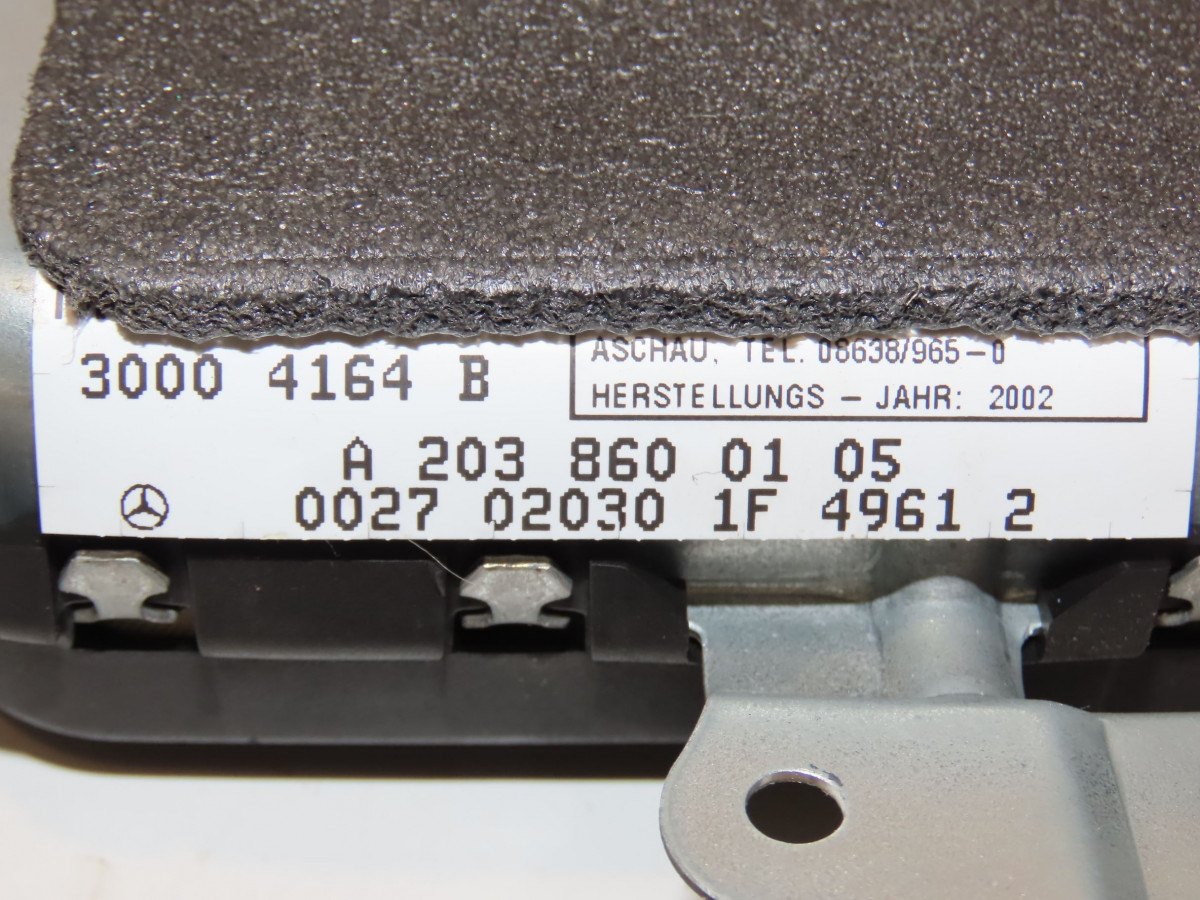 ASCHAU, TEL. 08638/965-0
3000 4164 B
HERSTELLUNGS - JAHR: 2002
A 203 860 01 05
0027 02030 1F 4961 2